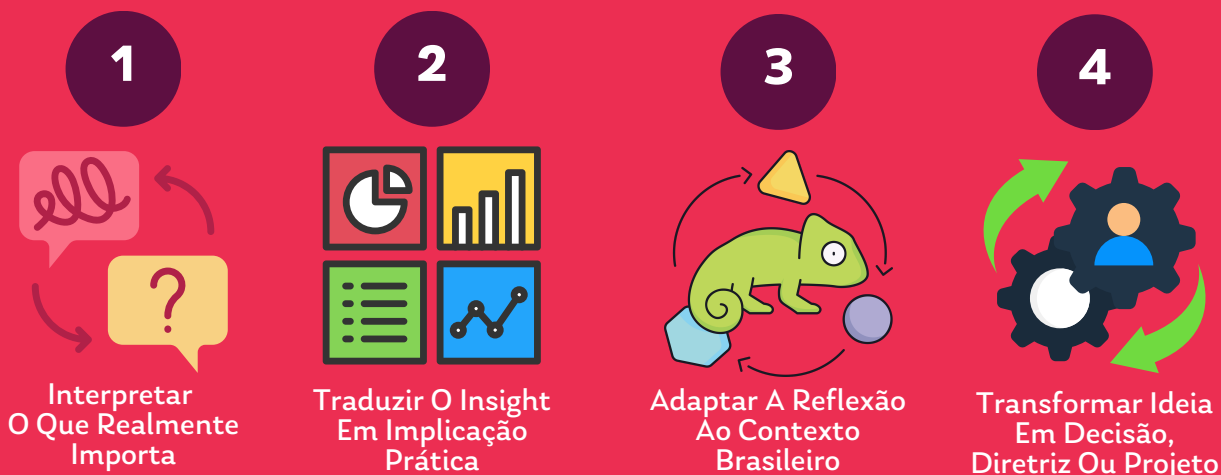 1
Interpretar
O Que Realmente
Importa
2
Traduzir O Insight
Em Implicação
Prática
3
Adaptar A Reflexão
Ao Contexto
Brasileiro
4
Transformar Ideia
Em Decisão,
Diretriz Ou Projeto
?